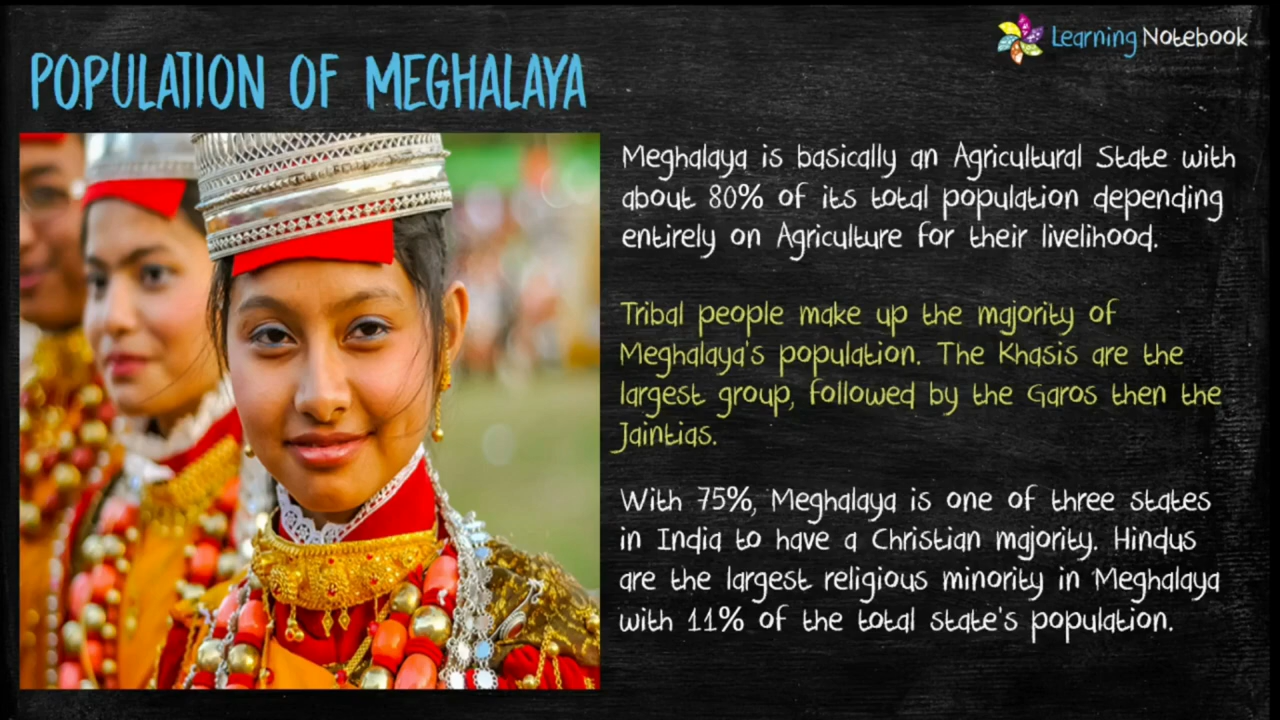 Learning Notebook
POPULATION OF MEGHALAYA
Meghalaya is basically an Agricultural State with
about 80% of its total population depending
entirely on Agriculture for their livelihood.
Tribal people make up the majority of
Meghalaya's population. The Khasis are the
largest group, followed by the Garos then the
Jaintias.
With 75%, Meghalaya is one of three states
in India to have a Christian majority. Hindus
are the largest religious minority in Meghalaya
with 11% of the total state's population.